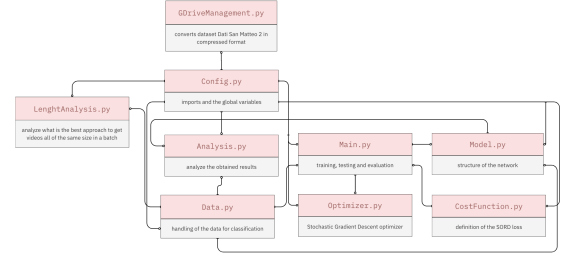 GDriveManagement.py
converts dataset Dati San Matteo 2 in
compressed format
Config.py
imports and the global variables
LenghtAnalysis.py
analyze what is the best approach to get
videos all of the same size in a batch
Analysis.py
analyze the obtained results
Main.py
training, testing and evaluation
Model.py
structure of the network
Data.py
handling of the data for classification
Optimizer.py
Stochastic Gradient Descent optimizer
CostFunction.py
definition of the SORD loss